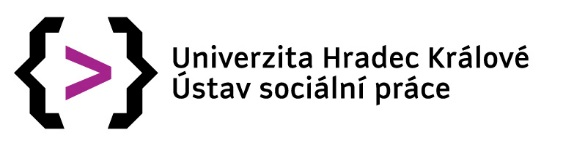 Univerzita Hradec Králové
Ústav sociální práce